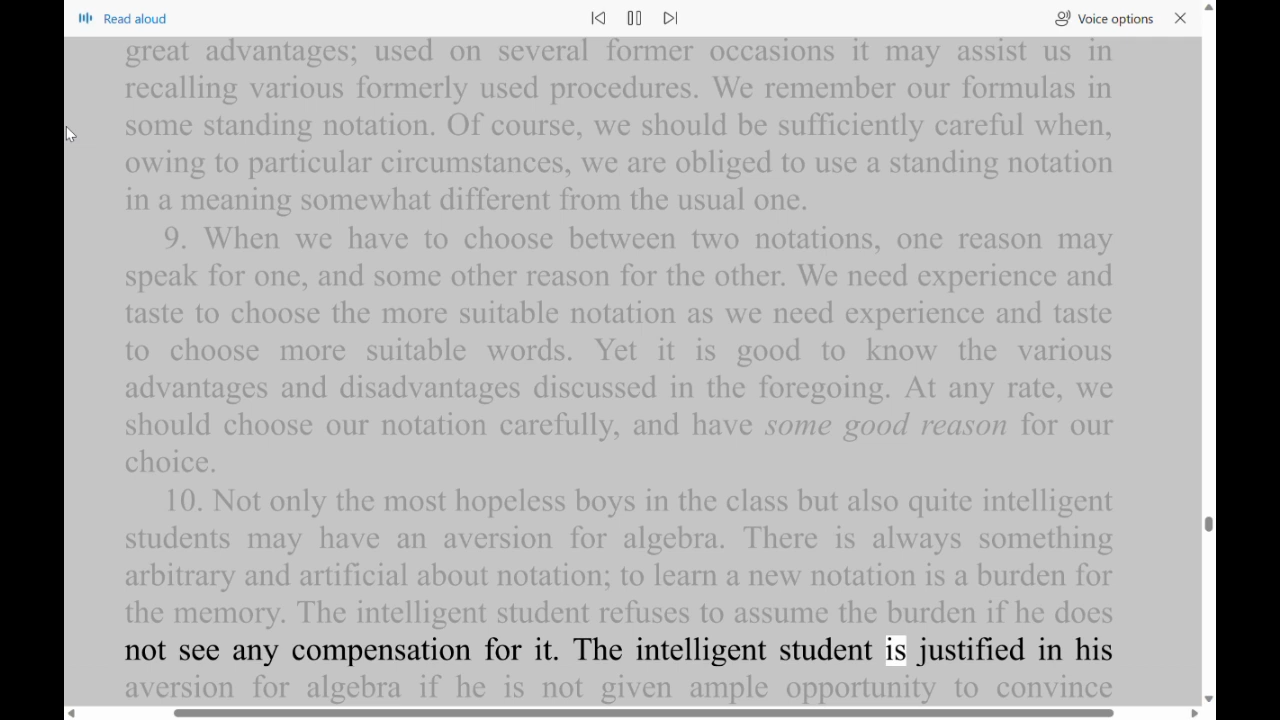 Read aloud
Voice options
great advantages; used on several former occasions it may assist us in
recalling various formerly used procedures. We remember our formulas in
some standing notation. Of course, we should be sufficiently careful when,
owing to particular circumstances, we are obliged to use a standing notation
in a meaning somewhat different from the usual one.
9. When we have to choose between two notations, one reason may
speak for one, and some other reason for the other. We need experience and
taste to choose the more suitable notation as we need experience and taste
to choose more suitable words. Yet it is good to know the various
advantages and disadvantages discussed in the foregoing. At any rate, we
should choose our notation carefully, and have some good reason for our
choice.
10. Not only the most hopeless boys in the class but also quite intelligent
students may have an aversion for algebra. There is always something
arbitrary and artificial about notation; to learn a new notation is a burden for
the memory. The intelligent student refuses to assume the burden if he does
not see any compensation for it. The intelligent student is justified in his
aversion for algebra if he is not given ample opportunity to convince